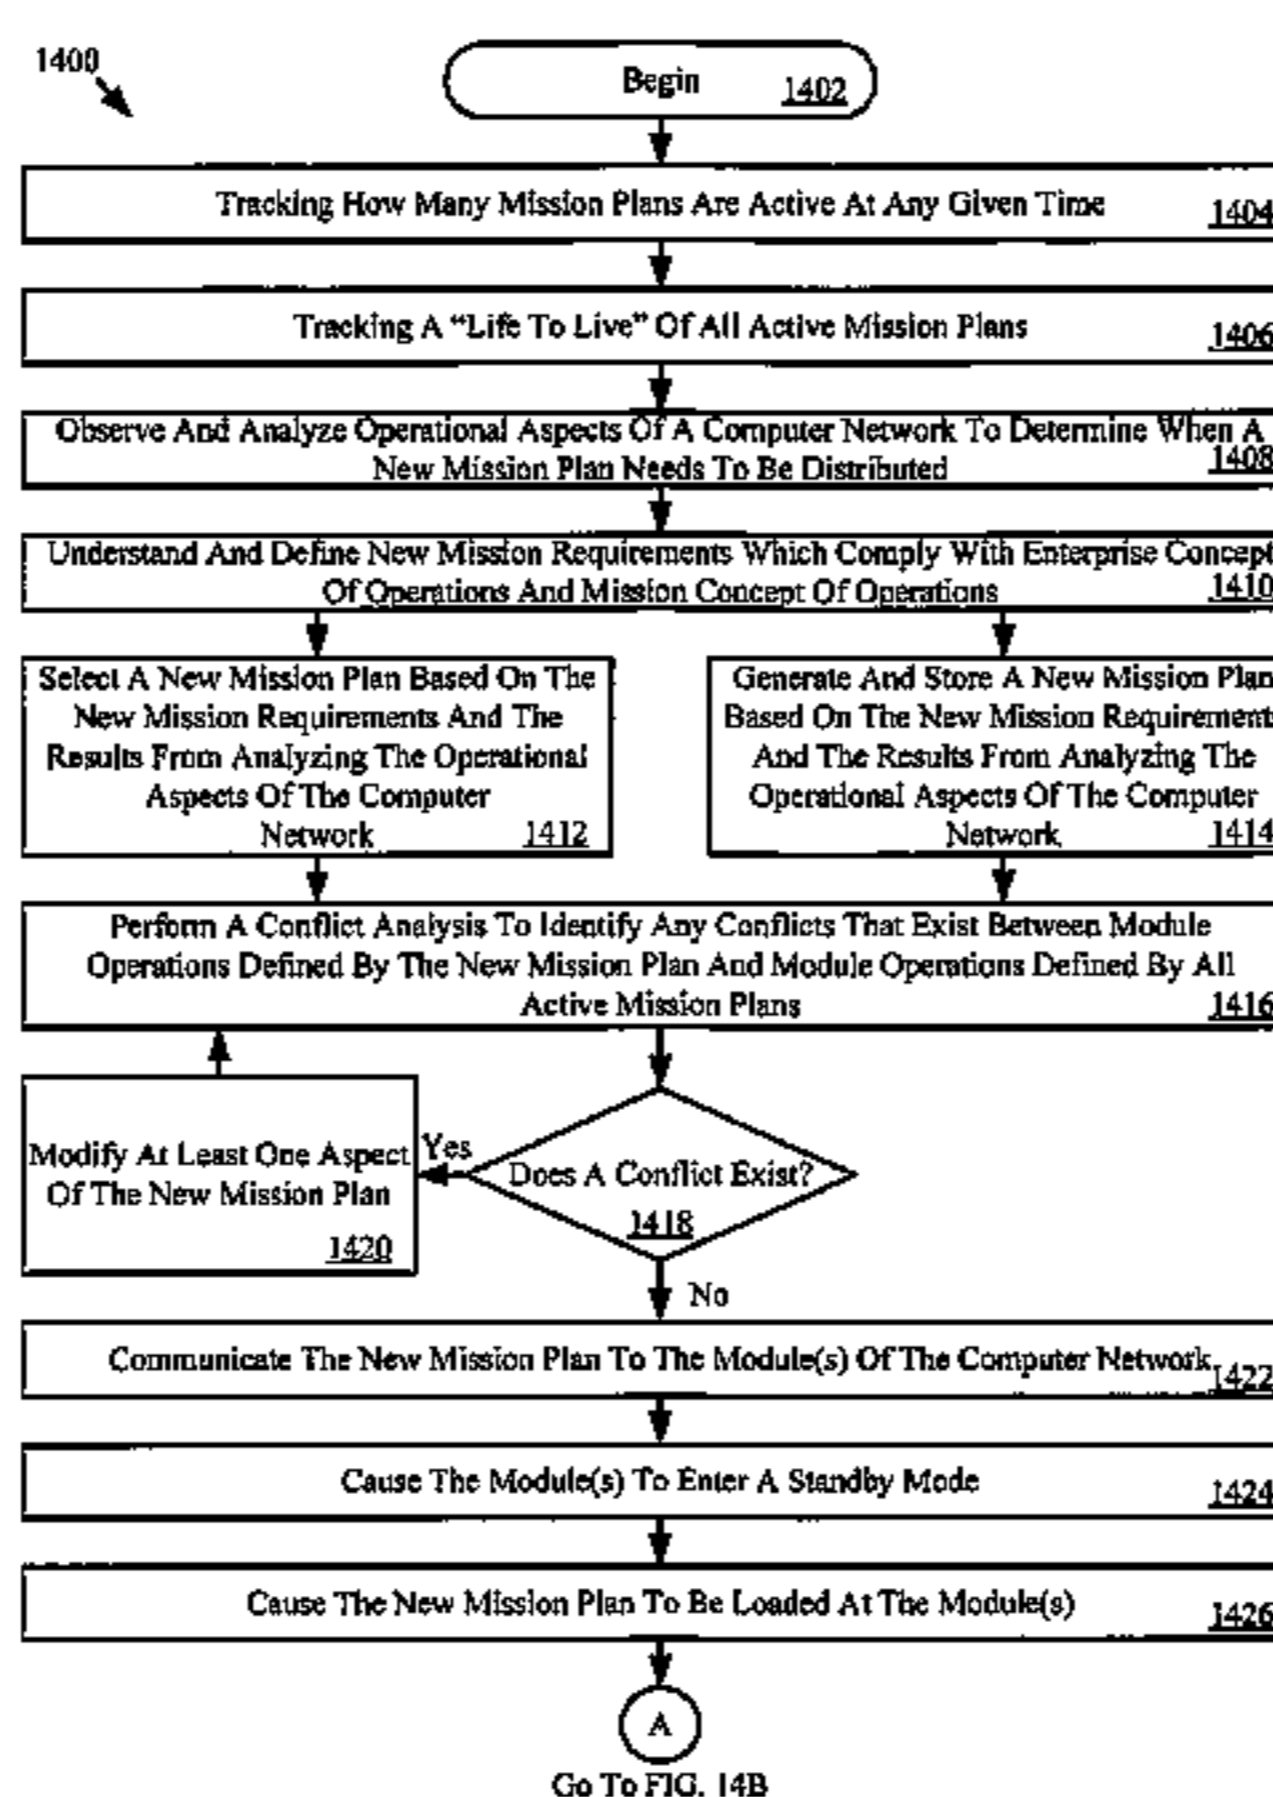 1400
Begin 1402
Tracking How Many Mission Plans Are Active At Any Given Time
1404
Tracking A “Life To Live” Of All Active Mission Plans
1406
Observe And Analyze Operational Aspects Of A Computer Network To Determine When A
New Mission Plan Needs To Be Distributed 1408
Understand And Define New Mission Requirements Which Comply With Enterprise Concept
Of Operations And Mission Concept Of Operations 1410
Select A New Mission Plan Based On The
New Mission Requirements And The
Results From Analyzing The Operational
Aspects Of The Computer
Network 1412
Generate And Store A New Mission Plan
Based On The New Mission Requirement
And The Results From Analyzing The
Operational Aspects Of The Computer
Network 1414
Perform A Conflict Analysis To Identify Any Conflicts That Exist Between Module
Operations Defined By The New Mission Plan And Module Operations Defined By All
Active Mission Plans 1416
Modify At Least One Aspect
Of The New Mission Plan
1420
Yes
Does A Conflict Exist?
1418
No
Communicate The New Mission Plan To The Module(s) Of The Computer Network
1422
Cause The Module(s) To Enter A Standby Mode
1424
Cause The New Mission Plan To Be Loaded At The Module(s)
1426
A
Go To FIG. 14B